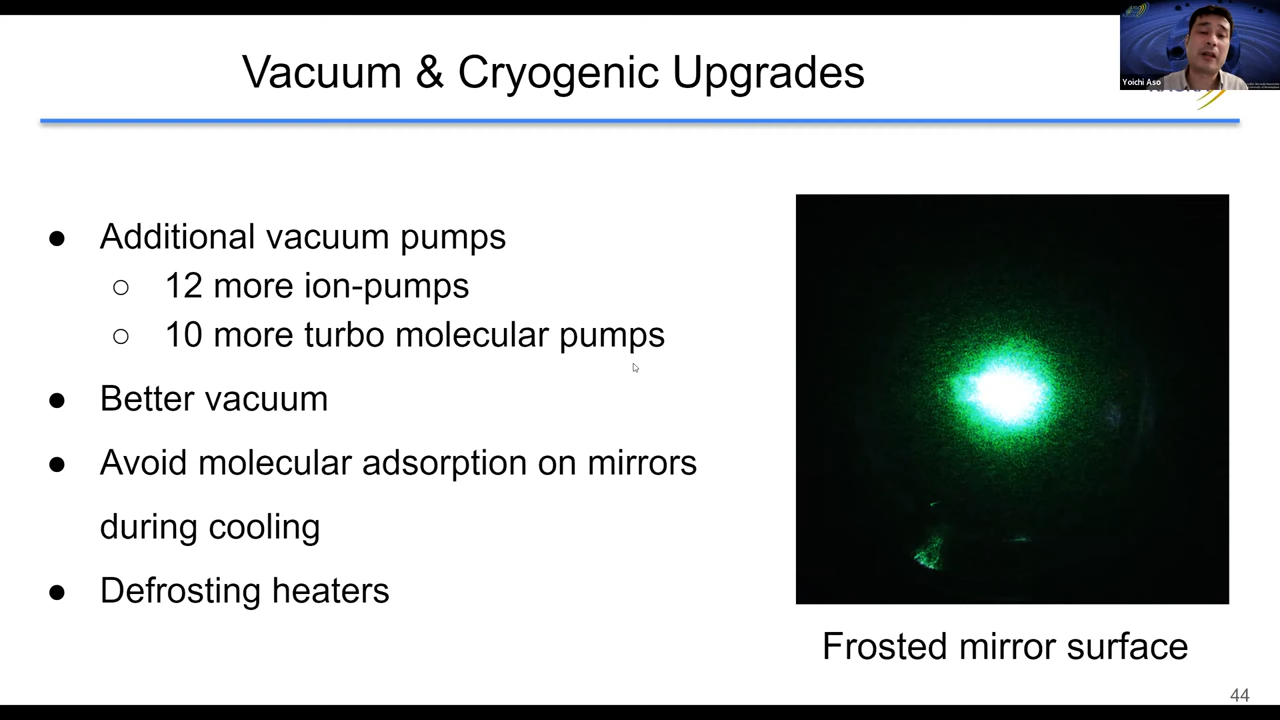 Vacuum & Cryogenic Upgrades
Yoichi Aso
● Additional vacuum pumps
○ 12 more ion-pumps
○ 10 more turbo molecular pumps
● Better vacuum
● Avoid molecular adsorption on mirrors
during cooling
● Defrosting heaters
Frosted mirror surface
44